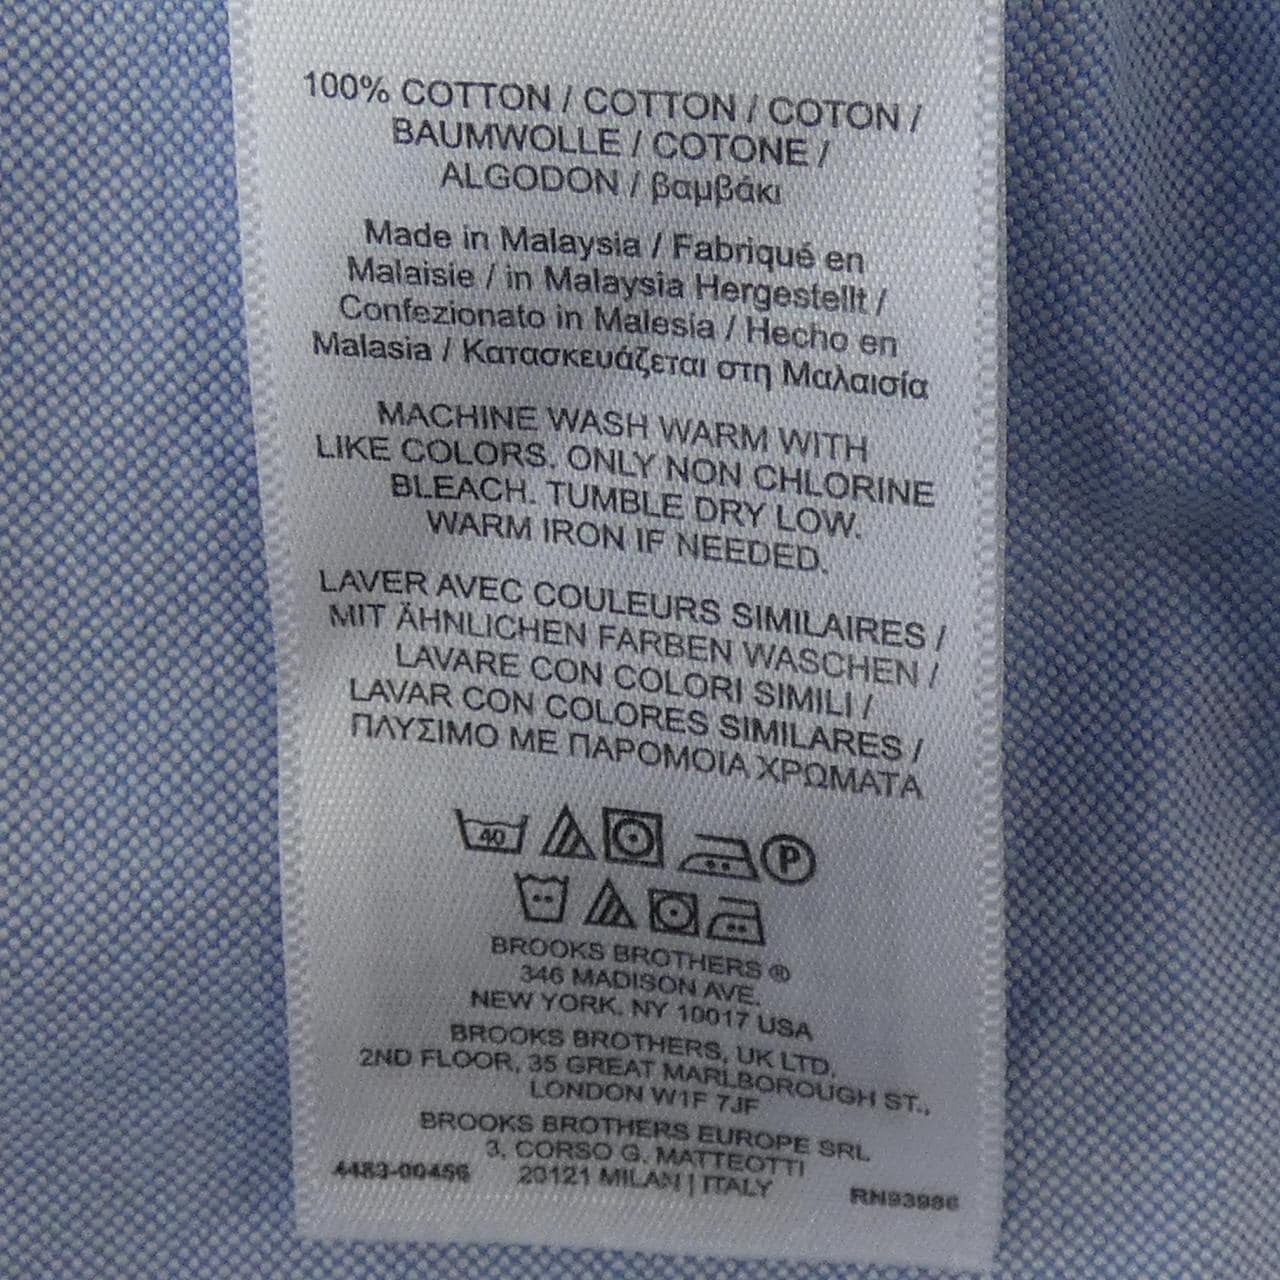 100% COTTON / COTTON / COTON /
BAUMWOLLE / COTONE /
ALGODON / βαμβάκι
Made in Malaysia / Fabriqué en
Malaisie / in Malaysia Hergestellt /
Confezionato in Malesia / Hecho en
Malasia / Κατασκευάζεται στη Μαλαισία
MACHINE WASH WARM WITH
LIKE COLORS. ONLY NON CHLORINE
BLEACH. TUMBLE DRY LOW.
WARM IRON IF NEEDED.
LAVER AVEC COULEURS SIMILAIRES /
MIT ÄHNLICHEN FARBEN WASCHEN /
LAVARE CON COLORI SIMILI /
LAVAR CON COLORES SIMILARES /
ΠΛΥΣΙΜΟ ΜΕ ΠΑΡΟΜΟΙΑ ΧΡΩΜΑΤΑ
40 P
BROOKS BROTHERS ®
346 MADISON AVE.
NEW YORK, NY 10017 USA
BROOKS BROTHERS, UK LTD.
2ND FLOOR, 35 GREAT MARLBOROUGH ST.,
LONDON W1F 7JF
BROOKS BROTHERS EUROPE SRL
3, CORSO G. MATTEOTTI
4483-00456 20121 MILAN | ITALY RN93986